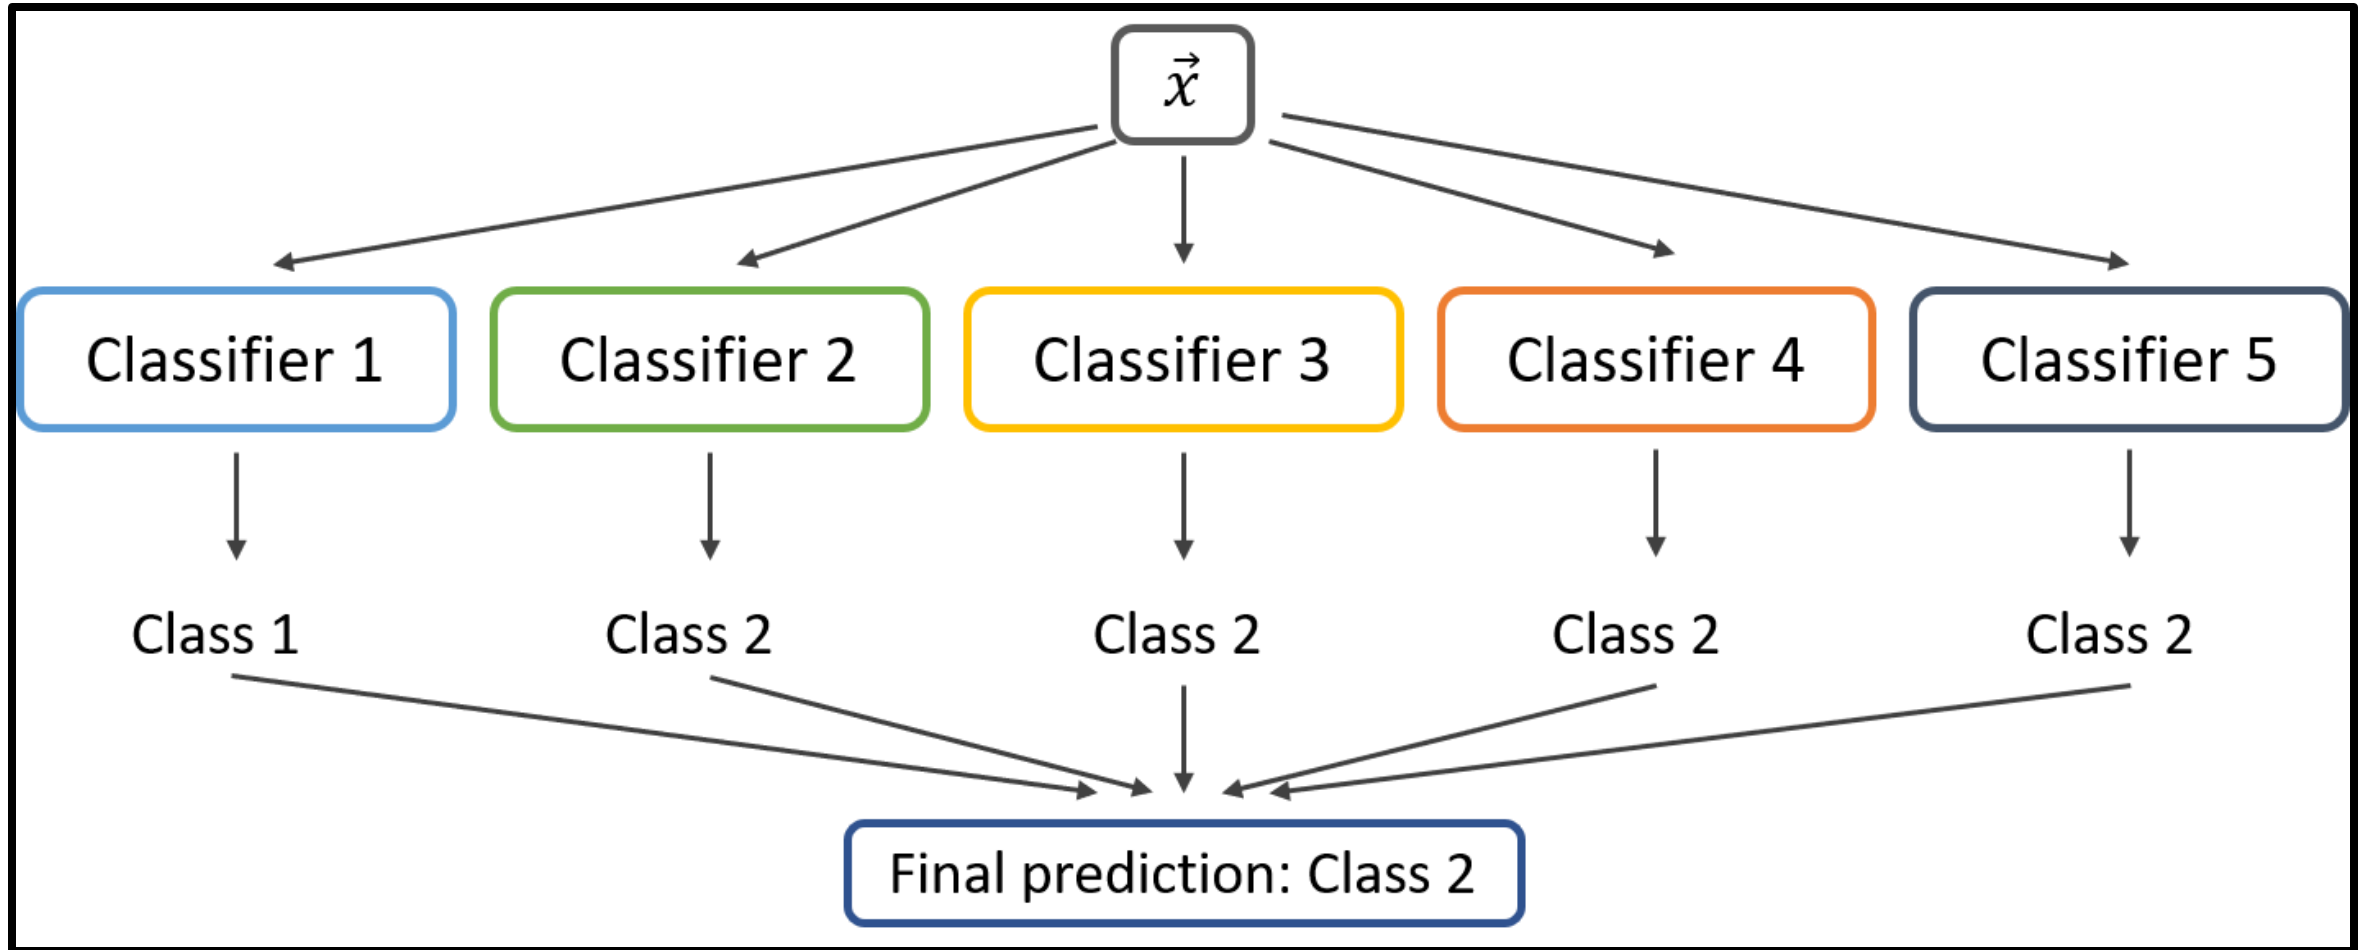 x⃗
Classifier 1
Classifier 2
Classifier 3
Classifier 4
Classifier 5
Class 1
Class 2
Class 2
Class 2
Class 2
Final prediction: Class 2